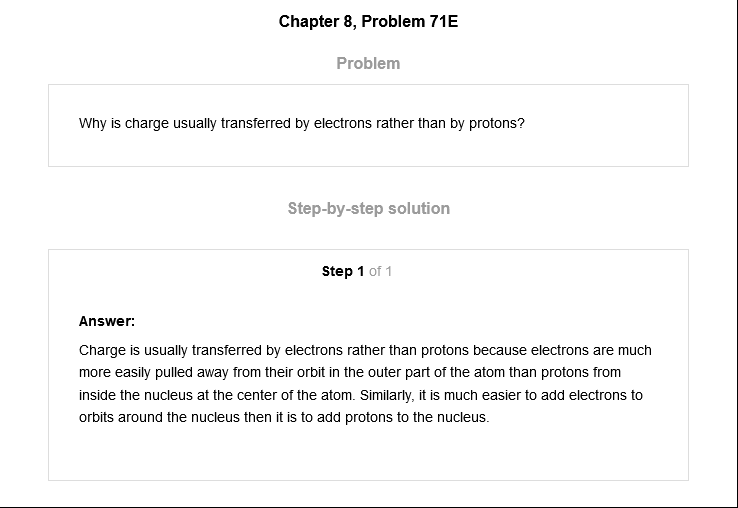 Chapter 8, Problem 71E
Problem
Why is charge usually transferred by electrons rather than by protons?
Step-by-step solution
Step 1 of 1
Answer:
Charge is usually transferred by electrons rather than protons because electrons are much
more easily pulled away from their orbit in the outer part of the atom than protons from
inside the nucleus at the center of the atom. Similarly, it is much easier to add electrons to
orbits around the nucleus then it is to add protons to the nucleus.